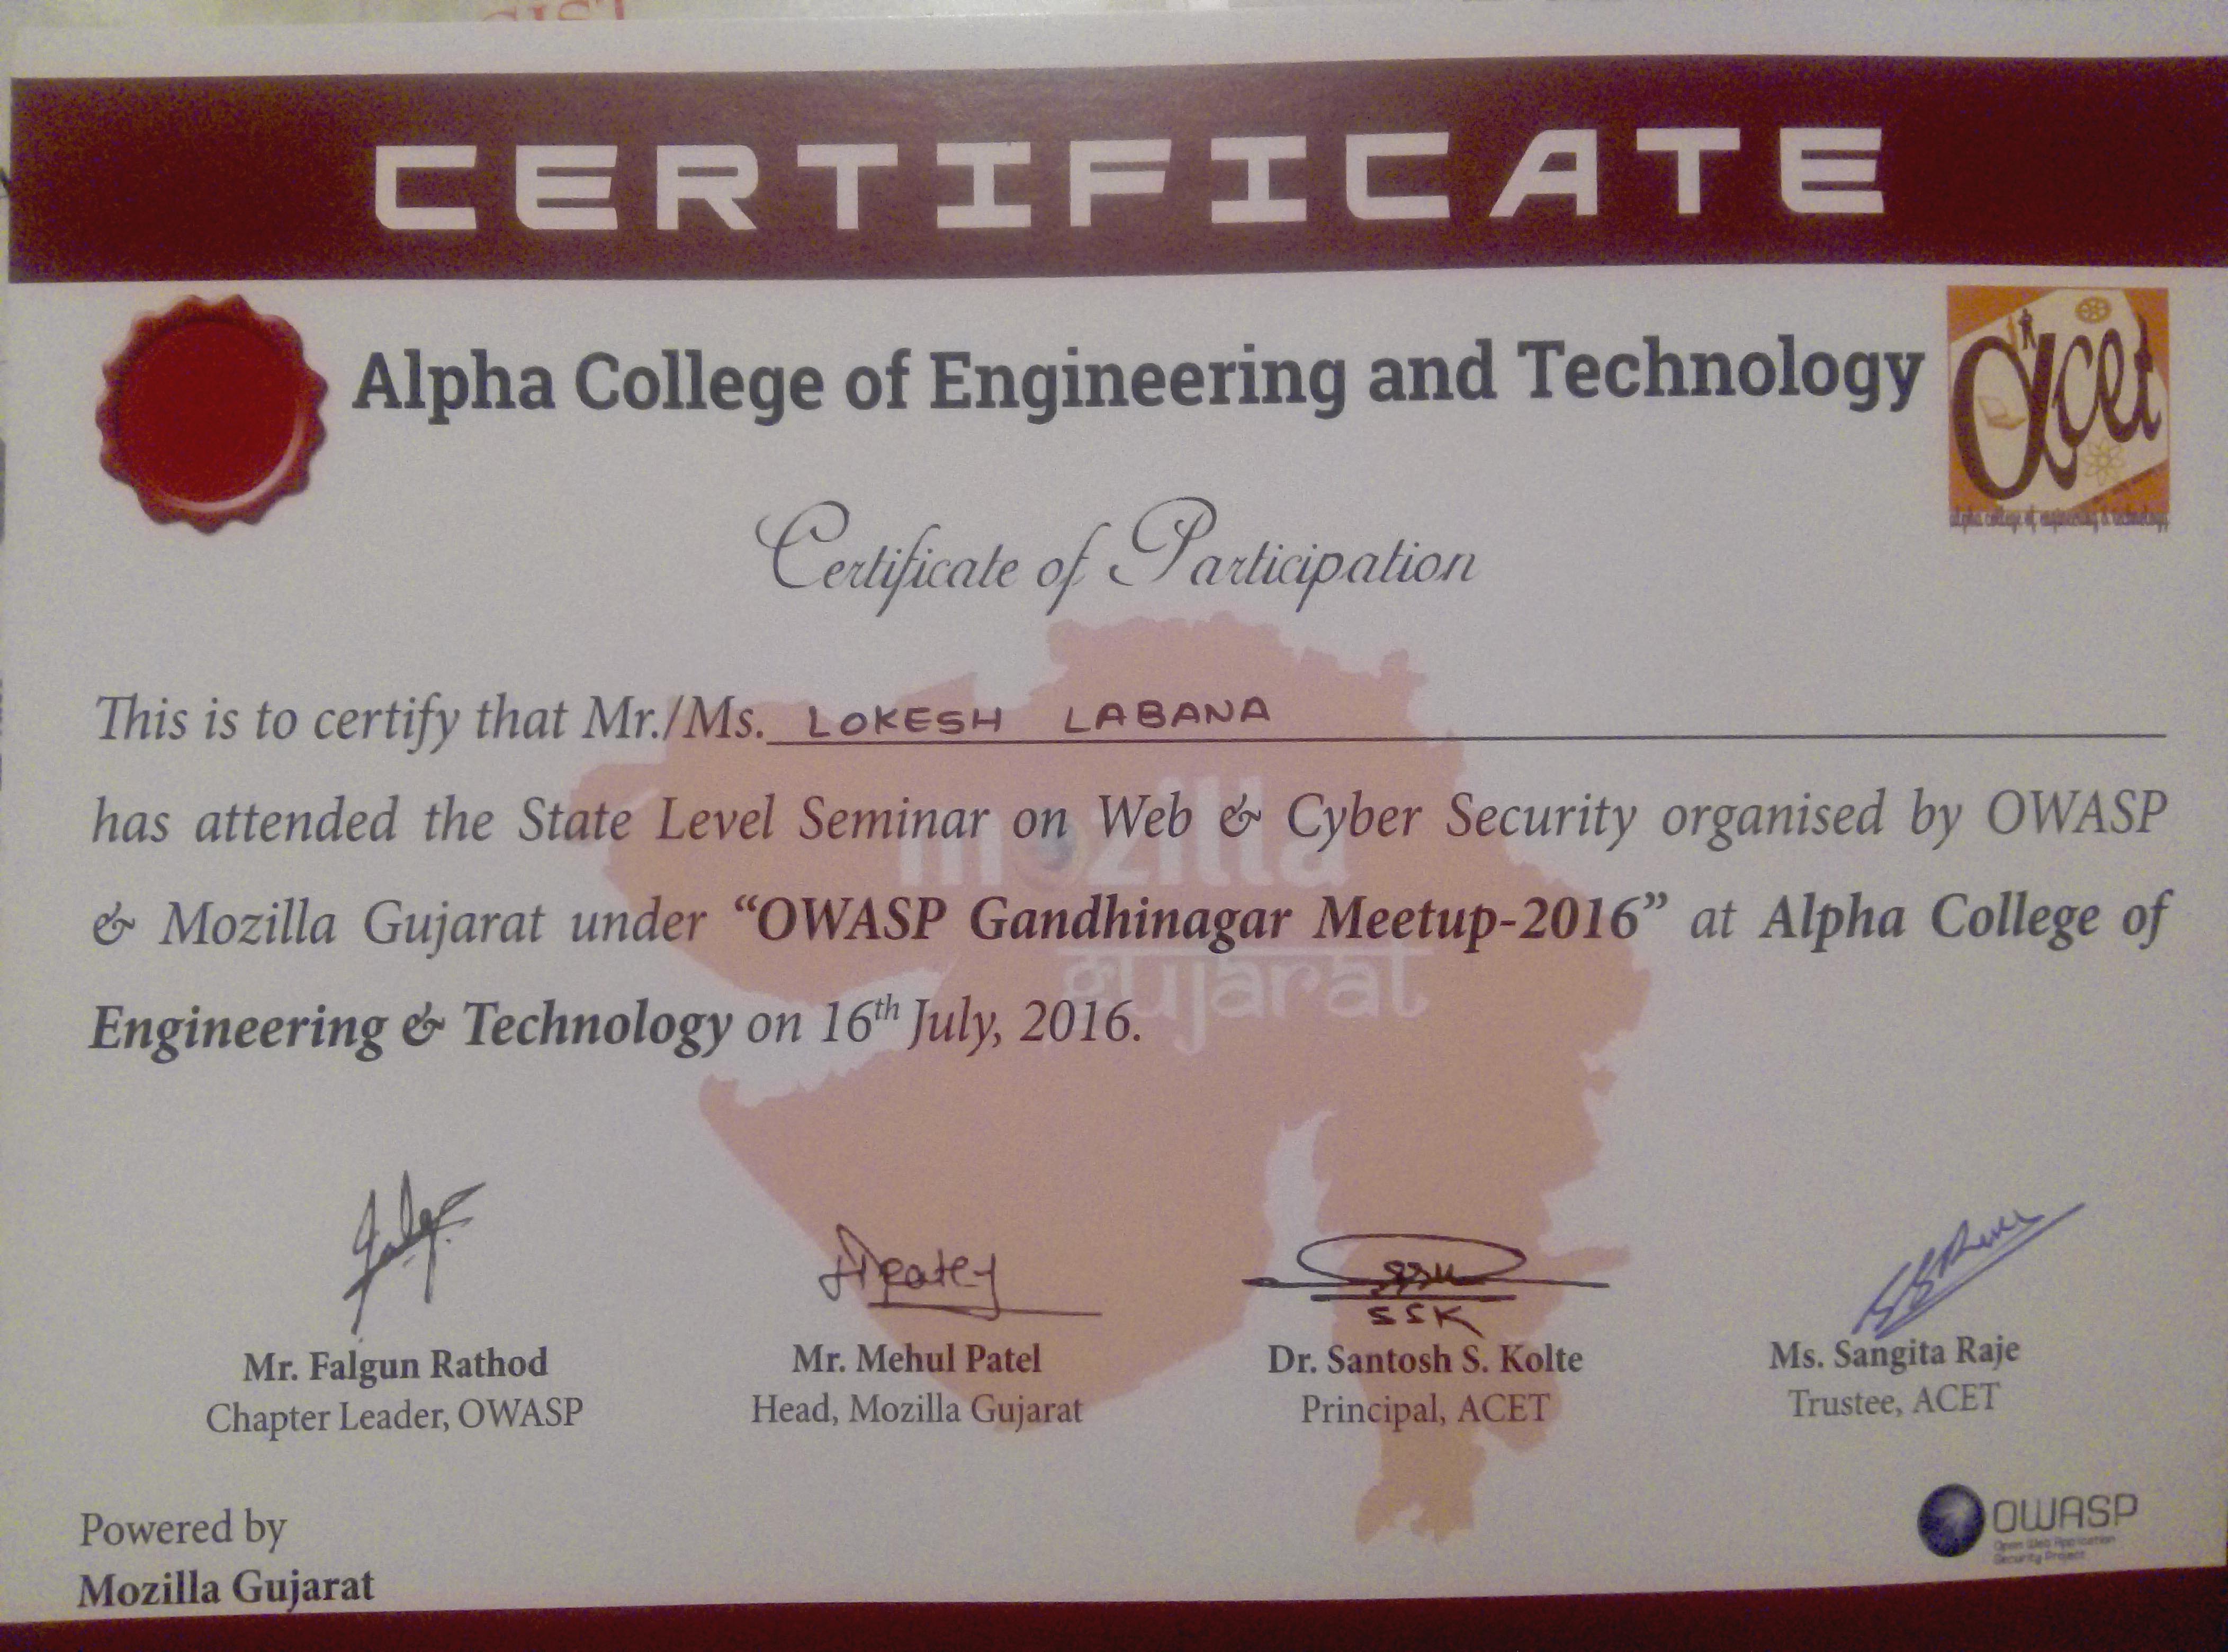 CERTIFICATE
Alpha College of Engineering and Technology
acet
alpha college of engineering & technology
Certificate of Participation
This is to certify that Mr./Ms. LOKESH LABANA
has attended the State Level Seminar on Web & Cyber Security organised by OWASP
mozilla
& Mozilla Gujarat under “OWASP Gandhinagar Meetup-2016” at Alpha College of
gujarat
Engineering & Technology on 16th July, 2016.
SSK
Mr. Falgun Rathod Mr. Mehul Patel Dr. Santosh S. Kolte Ms. Sangita Raje
Chapter Leader, OWASP Head, Mozilla Gujarat Principal, ACET Trustee, ACET
Powered by
Mozilla Gujarat
OWASP
Open Web Application
Security Project